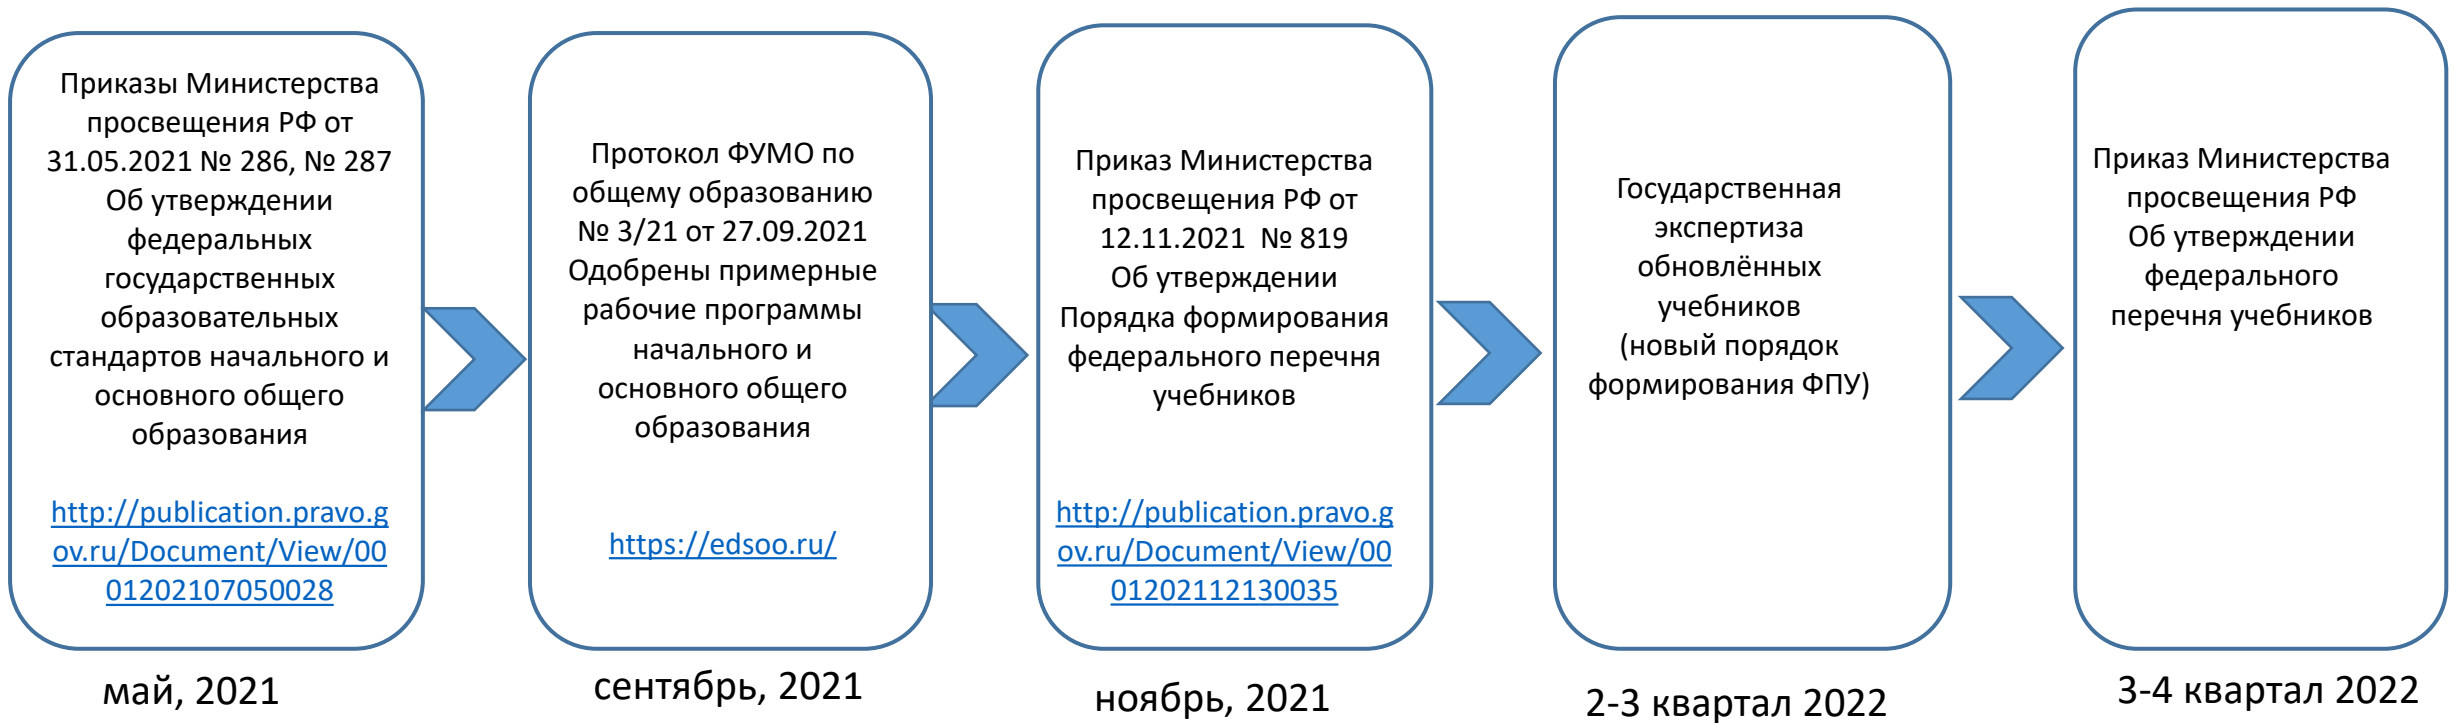 Приказы Министерства
просвещения РФ от
31.05.2021 № 286, № 287
Об утверждении
федеральных
государственных
образовательных
стандартов начального и
основного общего
образования
http://publication.pravo.g
ov.ru/Document/View/00
01202107050028
май, 2021
Протокол ФУМО по
общему образованию
№ 3/21 от 27.09.2021
Одобрены примерные
рабочие программы
начального и
основного общего
образования
https://edsoo.ru/
сентябрь, 2021
Приказ Министерства
просвещения РФ от
12.11.2021 № 819
Об утверждении
Порядка формирования
федерального перечня
учебников
http://publication.pravo.g
ov.ru/Document/View/00
01202112130035
ноябрь, 2021
Государственная
экспертиза
обновлённых
учебников
(новый порядок
формирования ФПУ)
2-3 квартал 2022
Приказ Министерства
просвещения РФ
Об утверждении
федерального
перечня учебников
3-4 квартал 2022